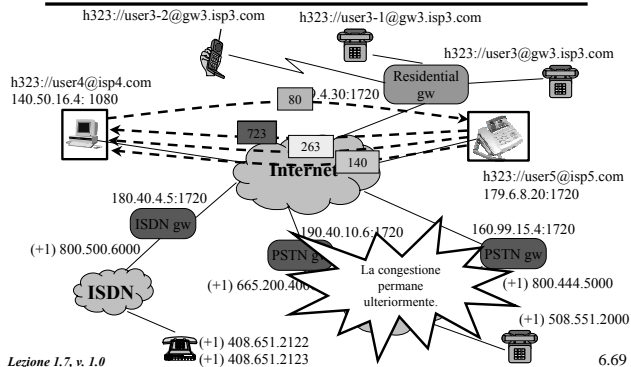 h323://user3-2@gw3.isp3.com
h323://user3-1@gw3.isp3.com
h323://user3@gw3.isp3.com
h323://user4@isp4.com
140.50.16.4: 1080
Residential
gw
80
.4.30:1720
723
263
140
Internet
h323://user5@isp5.com
179.6.8.20:1720
180.40.4.5:1720
ISDN gw
190.40.10.6:1720
160.99.15.4:1720
PSTN g
PSTN gw
(+1) 800.500.6000
La congestione
permane
ulteriormente.
(+1) 665.200.400
(+1) 800.444.5000
ISDN
(+1) 508.551.2000
(+1) 408.651.2122
(+1) 408.651.2123
Lezione 1.7, v. 1.0
6.69